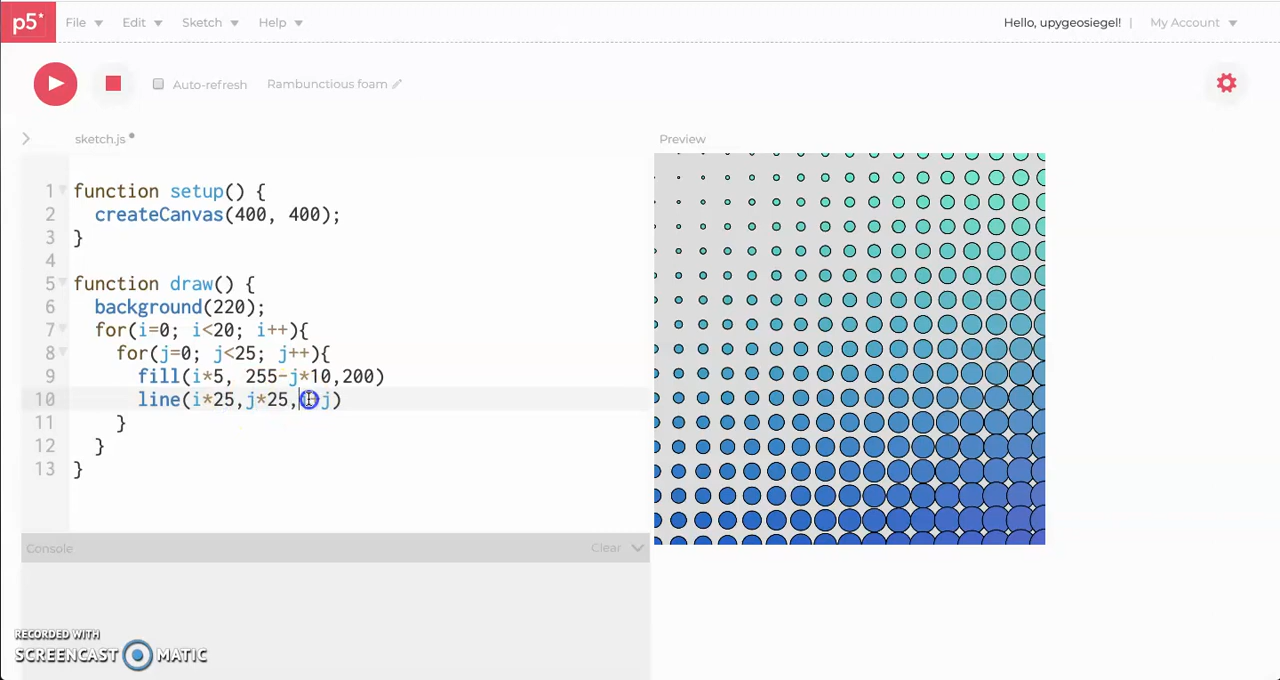 p5* File Edit Sketch Help Hello, upygeosiegel! | My Account
Auto-refresh Rambunctious foam
> sketch.js Preview
1 function setup() {
2 createCanvas(400, 400);
3 }
4
5 function draw() {
6 background(220);
7 for(i=0; i<20; i++){
8 for(j=0; j<25; j++){
9 fill(i*5, 255-j*10,200)
10 line(i*25,j*25,i+j)
11 }
12 }
13 }
Console Clear
RECORDED WITH
SCREENCAST MATIC